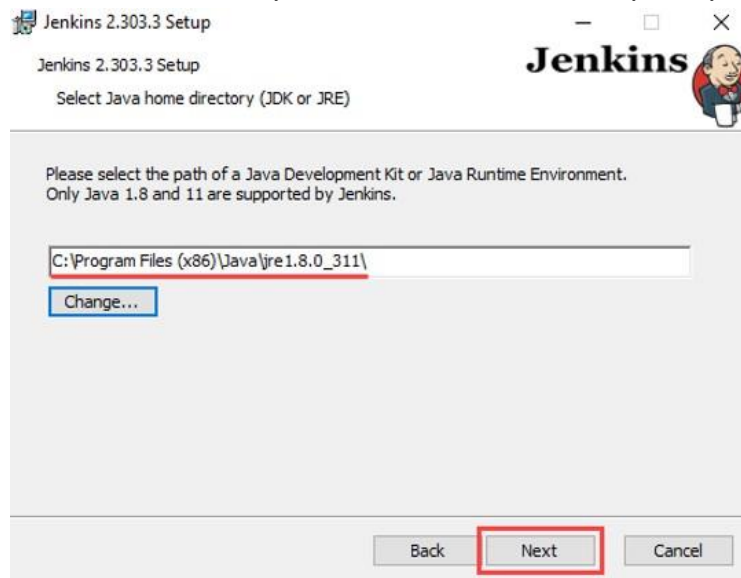 Jenkins 2.303.3 Setup
Jenkins 2.303.3 Setup
Jenkins
Select Java home directory (JDK or JRE)
Please select the path of a Java Development Kit or Java Runtime Environment.
Only Java 1.8 and 11 are supported by Jenkins.
C:\Program Files (x86)\Java\jre1.8.0_311\
Change...
Back Next Cancel